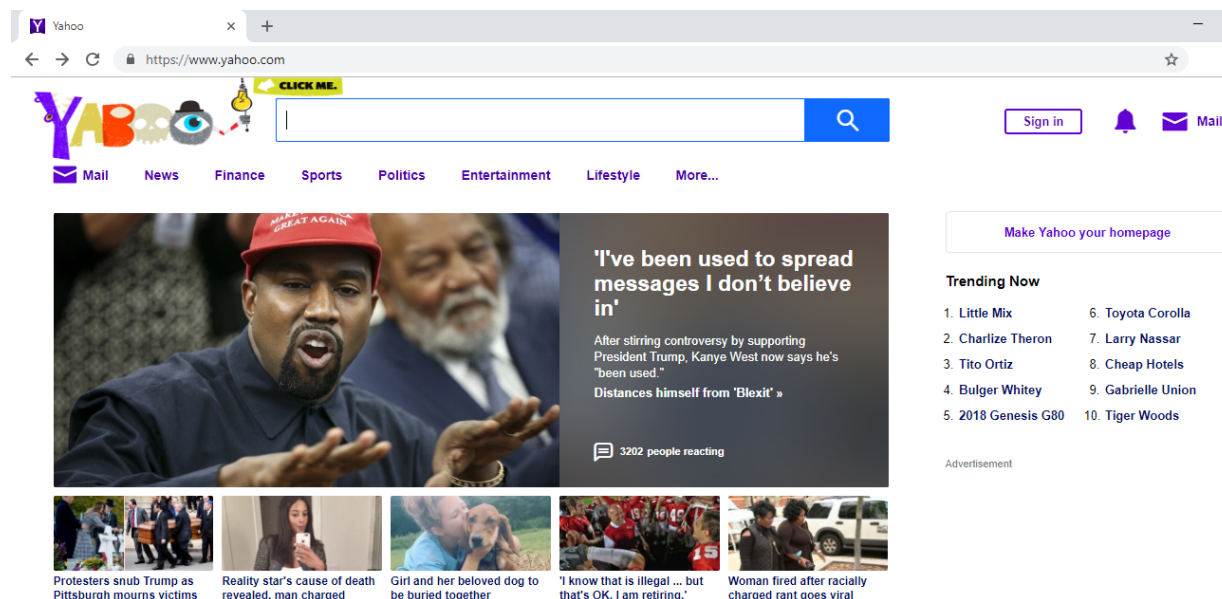 Yahoo
https://www.yahoo.com
CLICK ME.
YABOO
Sign in
Mail
Mail News Finance Sports Politics Entertainment Lifestyle More...
GREAT AGAIN
'I've been used to spread
messages I don’t believe
in'
After stirring controversy by supporting
President Trump, Kanye West now says he's
"been used."
Distances himself from 'Blexit' »
3202 people reacting
Make Yahoo your homepage
Trending Now
1. Little Mix
2. Charlize Theron
3. Tito Ortiz
4. Bulger Whitey
5. 2018 Genesis G80
6. Toyota Corolla
7. Larry Nassar
8. Cheap Hotels
9. Gabrielle Union
10. Tiger Woods
Advertisement
15
Protesters snub Trump as
Pittsburgh mourns victims
Reality star's cause of death
revealed, man charged
Girl and her beloved dog to
be buried together
'I know that is illegal ... but
that's OK. I am retiring.'
Woman fired after racially
charged rant goes viral